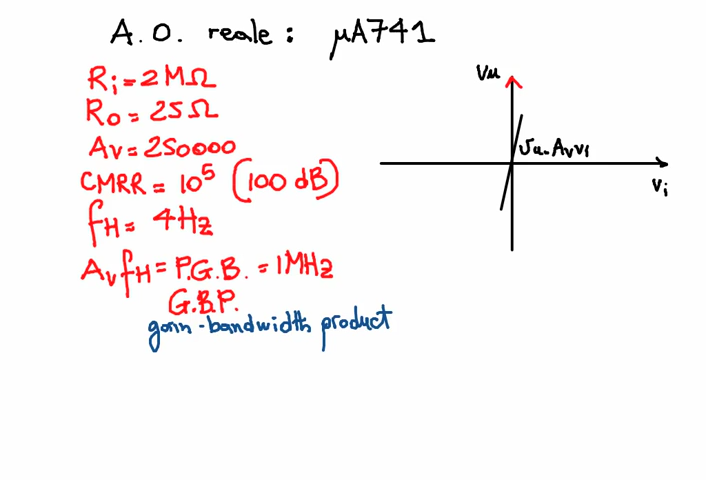 A.O. reale: μA741
Ri=2MΩ
Ro=25Ω
Av=250000
CMRR=10⁵ (100 dB)
fH=4Hz
AvfH=P.G.B.=1MHz
G.B.P.
gain-bandwidth product
Vu
vu=Avvi
vi